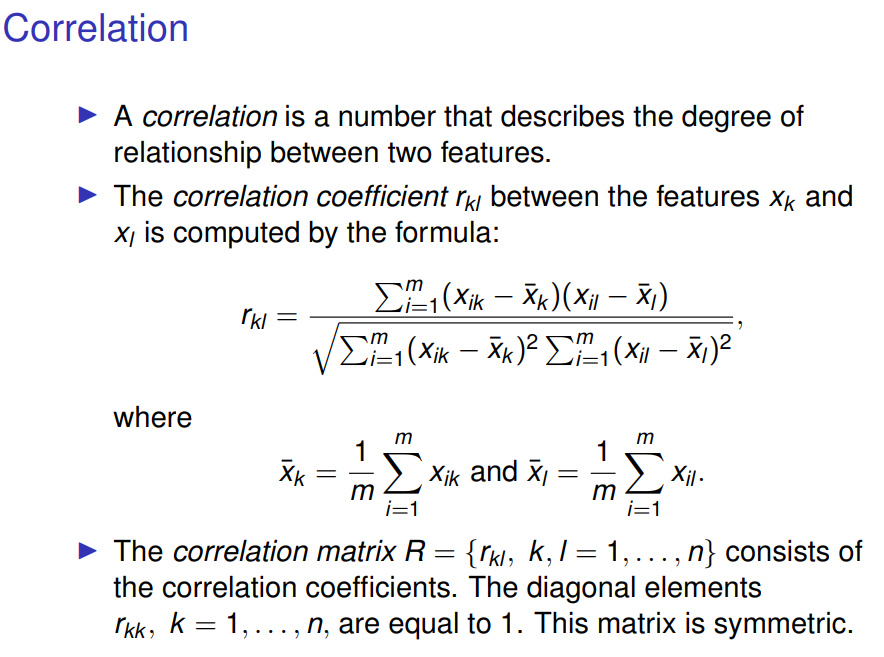 Correlation
▶ A correlation is a number that describes the degree of
relationship between two features.
▶ The correlation coefficient r_{kl} between the features x_k and
x_l is computed by the formula:
r_{kl} = \frac{\sum_{i=1}^{m}(x_{ik} − \bar{x}_k)(x_{il} − \bar{x}_l)}{\sqrt{\sum_{i=1}^{m}(x_{ik} − \bar{x}_k)^2 \sum_{i=1}^{m}(x_{il} − \bar{x}_l)^2}},
where
\bar{x}_k = \frac{1}{m} \sum_{i=1}^{m} x_{ik} and \bar{x}_l = \frac{1}{m} \sum_{i=1}^{m} x_{il}.
▶ The correlation matrix R = {r_{kl}, k, l = 1, . . . , n} consists of
the correlation coefficients. The diagonal elements
r_{kk}, k = 1, . . . , n, are equal to 1. This matrix is symmetric.